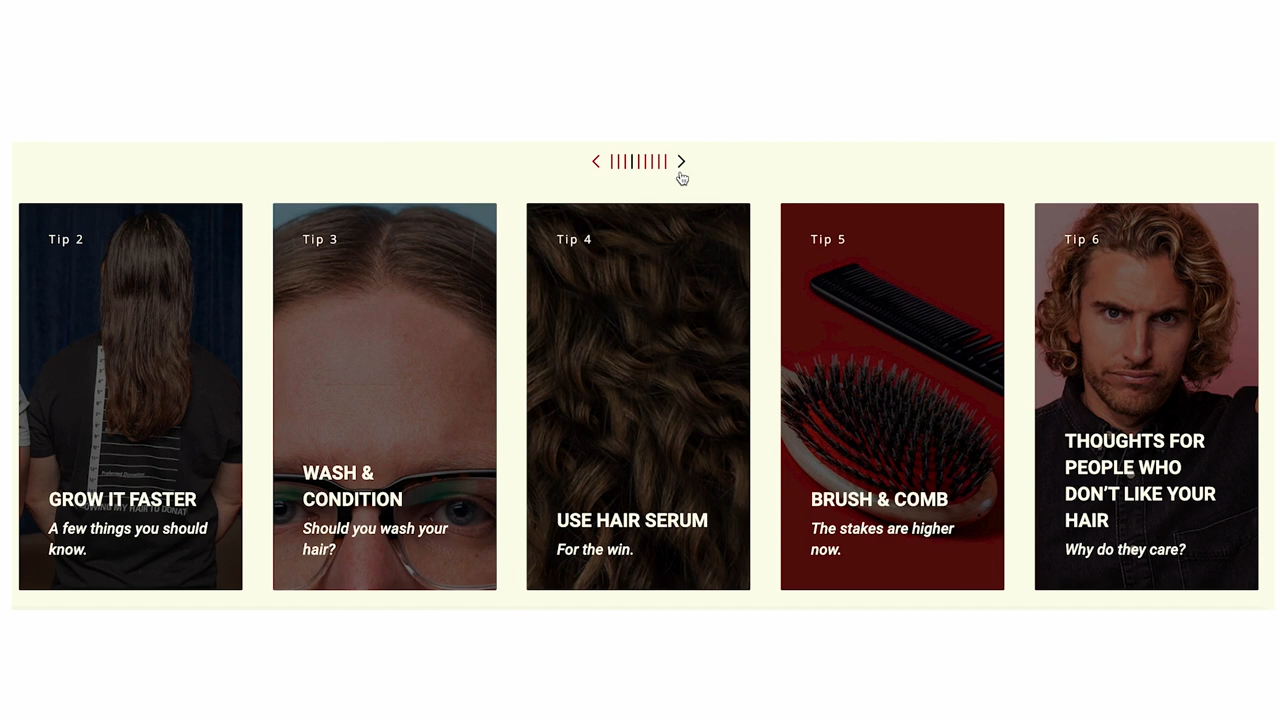 Tip 2
GROW IT FASTER
A few things you should
know.
Tip 3
WASH &
CONDITION
Should you wash your
hair?
Tip 4
USE HAIR SERUM
For the win.
Tip 5
BRUSH & COMB
The stakes are higher
now.
Tip 6
THOUGHTS FOR
PEOPLE WHO
DON’T LIKE YOUR
HAIR
Why do they care?